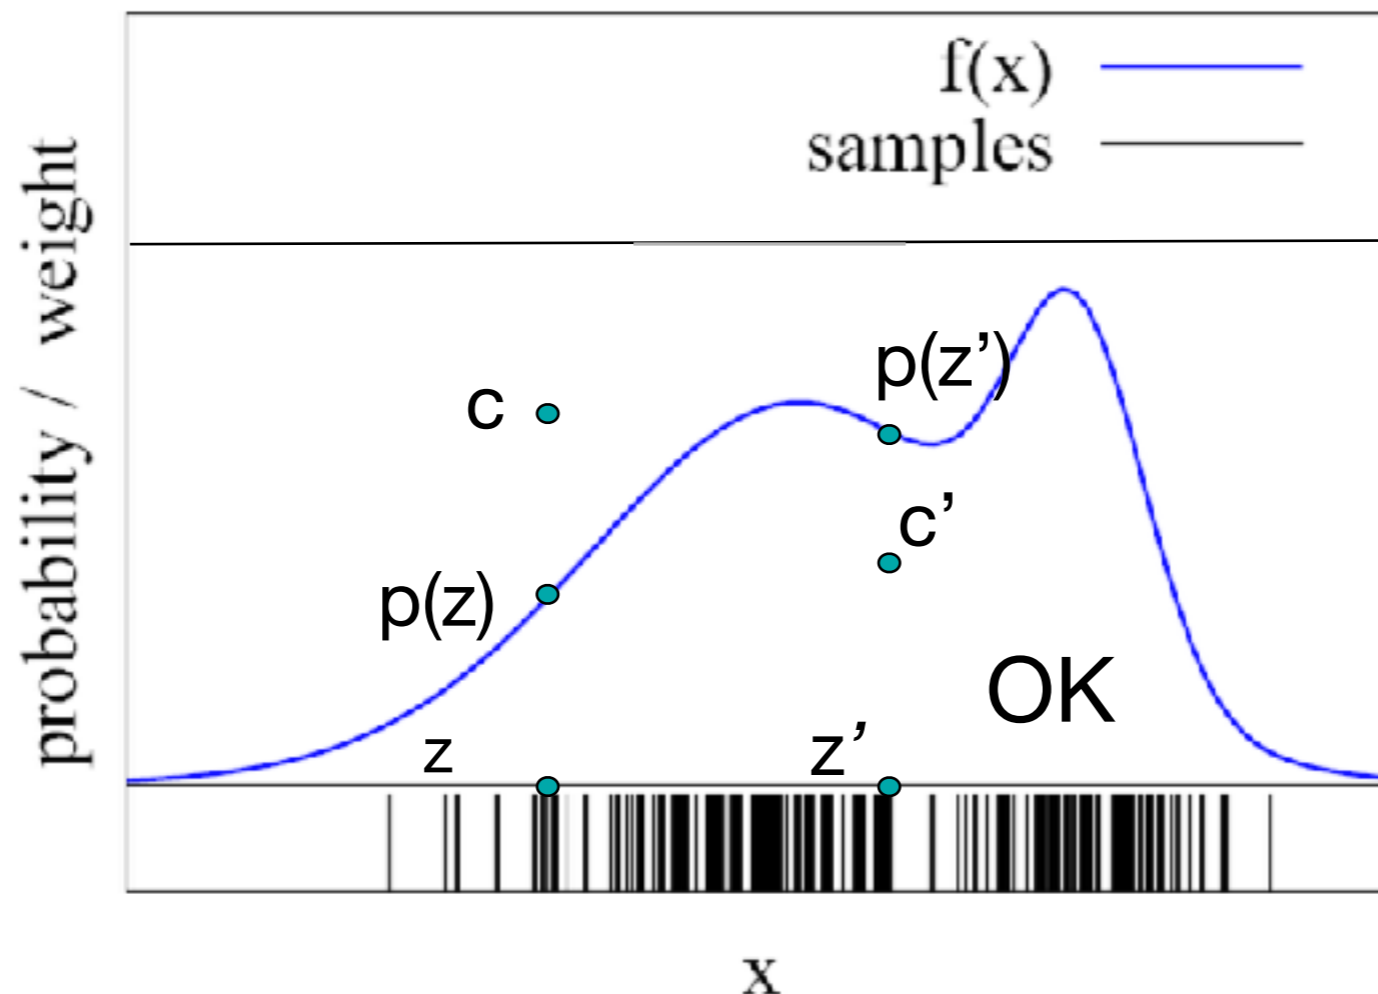 f(x)
samples
probability / weight
c
p(z')
c'
p(z)
OK
z
z'
x